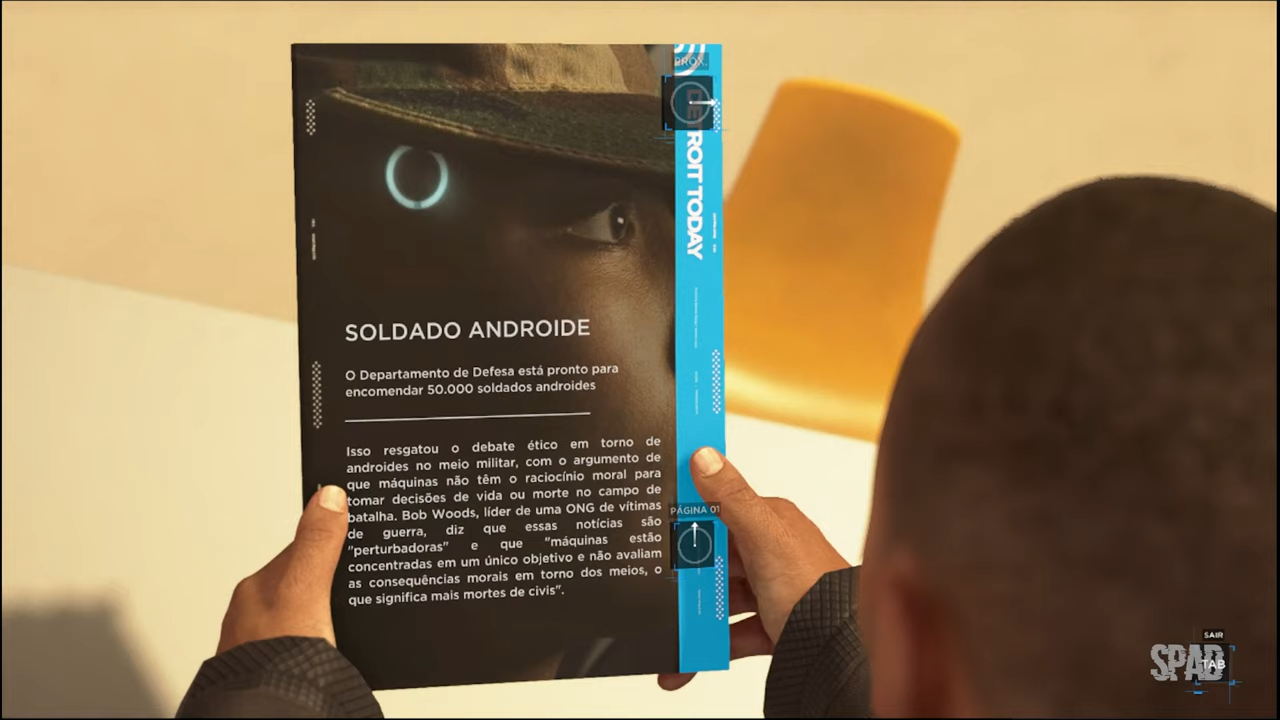 PROX.
DETROIT TODAY
SOLDADO ANDROIDE
O Departamento de Defesa está pronto para
encomendar 50.000 soldados androides
Isso resgatou o debate ético em torno de
androides no meio militar, com o argumento de
que máquinas não têm o raciocínio moral para
tomar decisões de vida ou morte no campo de
batalha. Bob Woods, líder de uma ONG de vítimas
de guerra, diz que essas notícias são
"perturbadoras" e que "máquinas estão
concentradas em um único objetivo e não avaliam
as consequências morais em torno dos meios, o
que significa mais mortes de civis".
PÁGINA 01
SAIR
TAB
SPAD